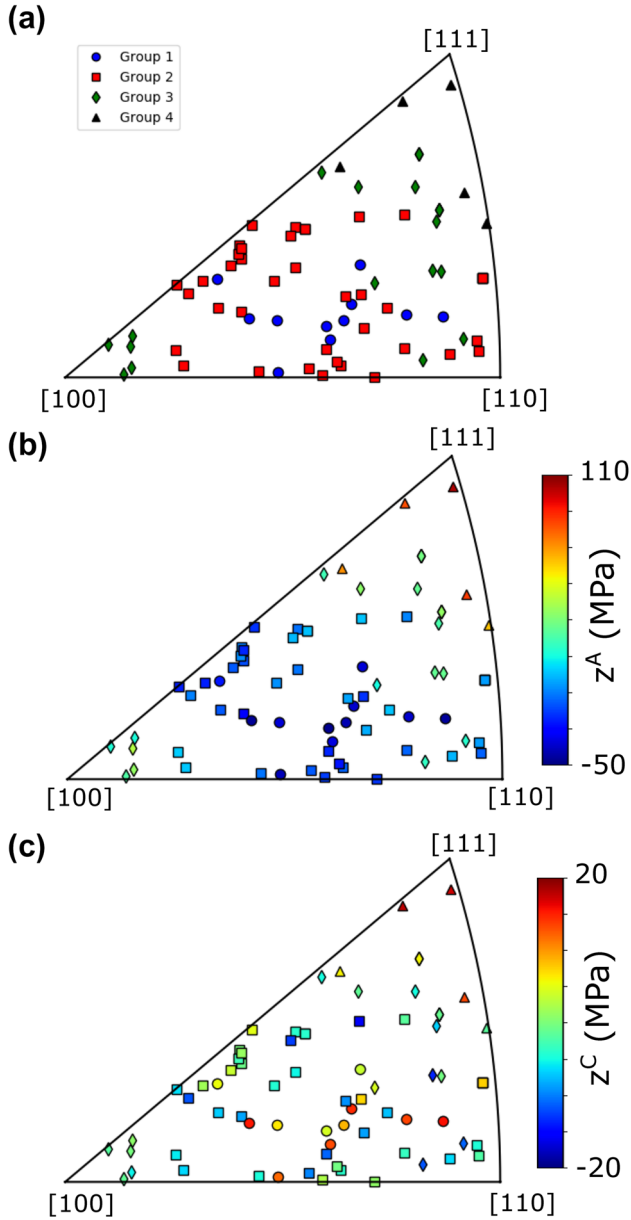 (a)
[111]
Group 1
Group 2
Group 3
Group 4
[100]
[110]
(b)
[111]
110
z^A (MPa)
-50
[100]
[110]
(c)
[111]
20
z^C (MPa)
-20
[100]
[110]